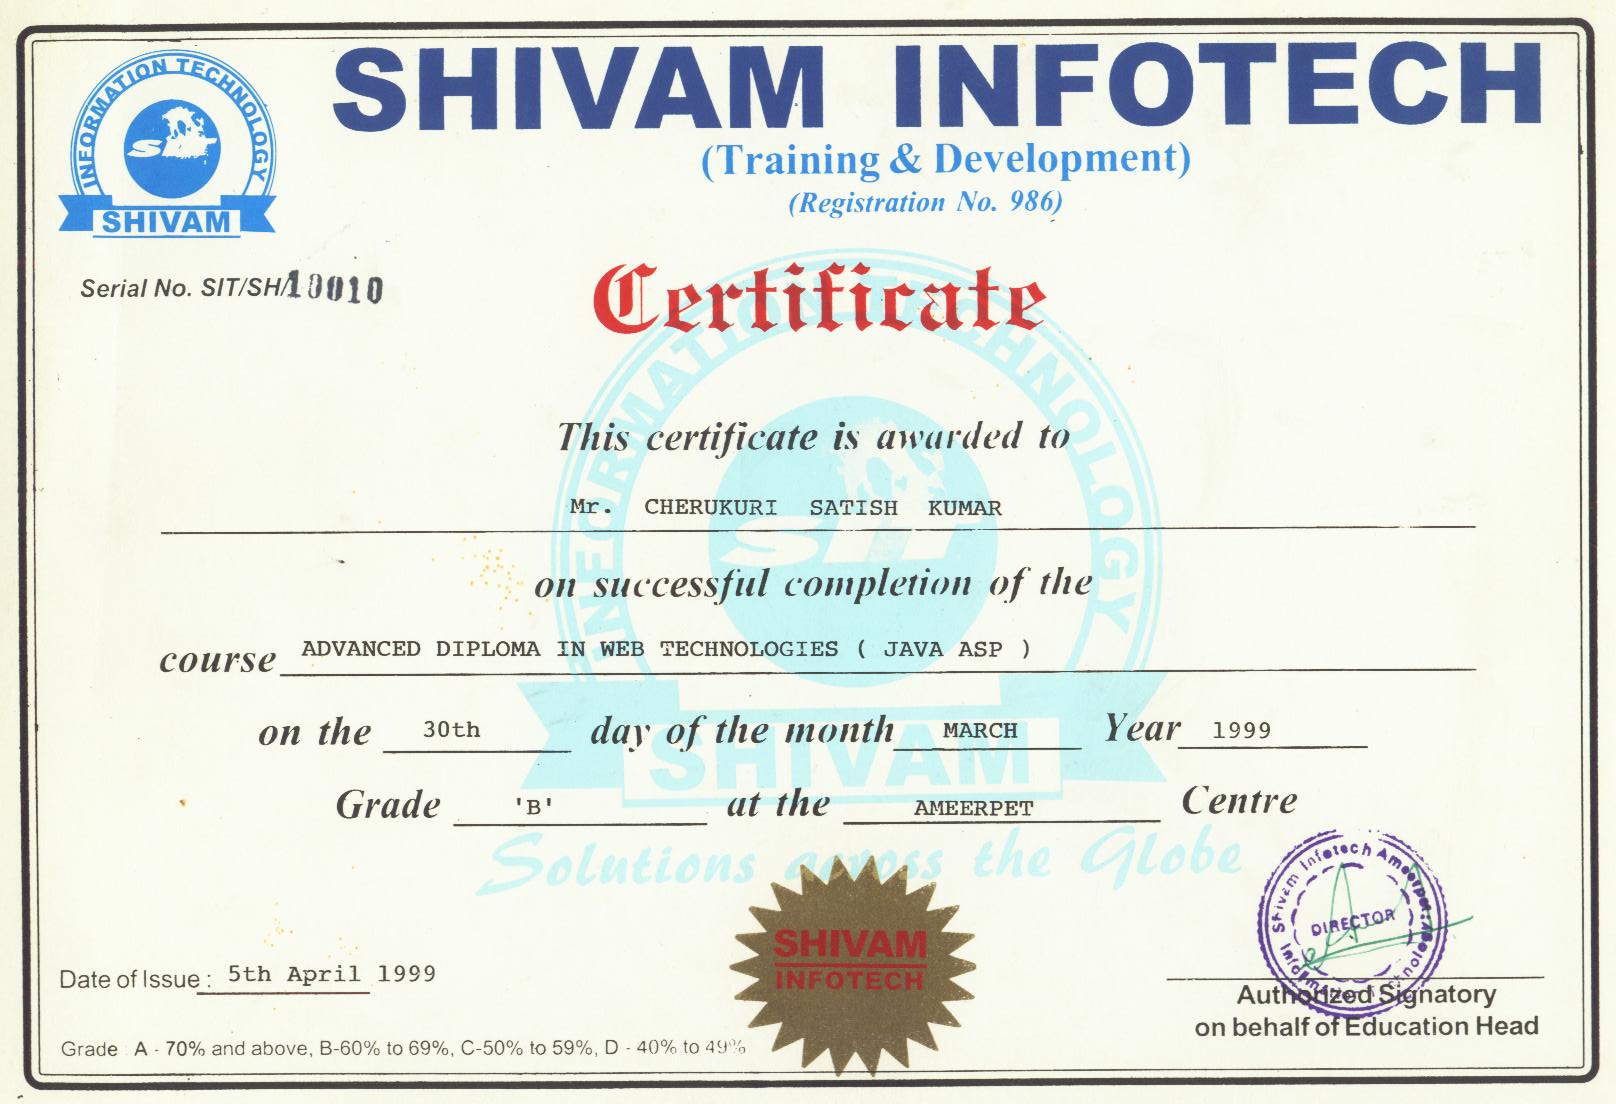 SHIVAM INFOTECH
INFORMATION TECHNOLOGY
SHIVAM
(Training & Development)
(Registration No. 986)
Serial No. SIT/SH/10010
Certificate
INFORMATION TECHNOLOGY
This certificate is awarded to
Mr. CHERUKURI SATISH KUMAR
on successful completion of the
course ADVANCED DIPLOMA IN WEB TECHNOLOGIES ( JAVA ASP )
on the 30th day of the month MARCH Year 1999
SHIVAM
Grade 'B' at the AMEERPET Centre
Solutions across the Globe
Shivam Infotech Ameerpet
DIRECTOR
Information Technology
SHIVAM
INFOTECH
Date of Issue : 5th April 1999
Authorized Signatory
on behalf of Education Head
Grade A - 70% and above, B-60% to 69%, C-50% to 59%, D - 40% to 49%